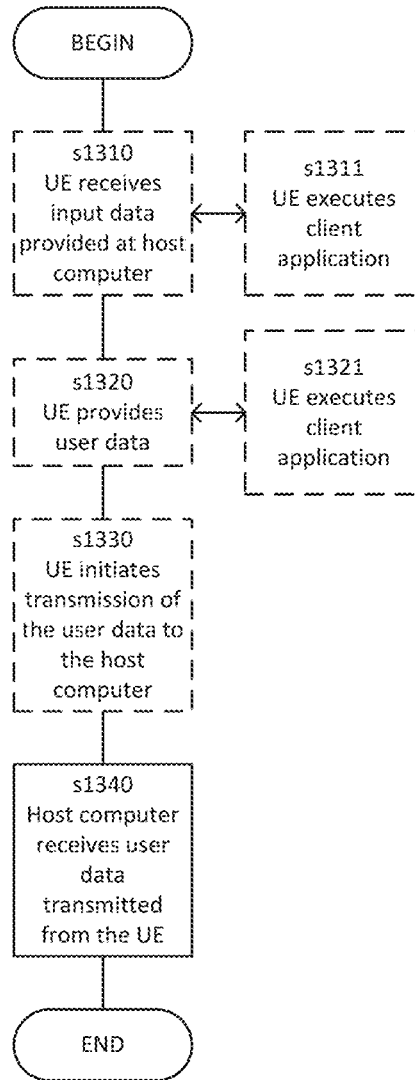 BEGIN
s1310
UE receives
input data
provided at host
computer
s1311
UE executes
client
application
s1320
UE provides
user data
s1321
UE executes
client
application
s1330
UE initiates
transmission of
the user data to
the host
computer
s1340
Host computer
receives user
data
transmitted
from the UE
END